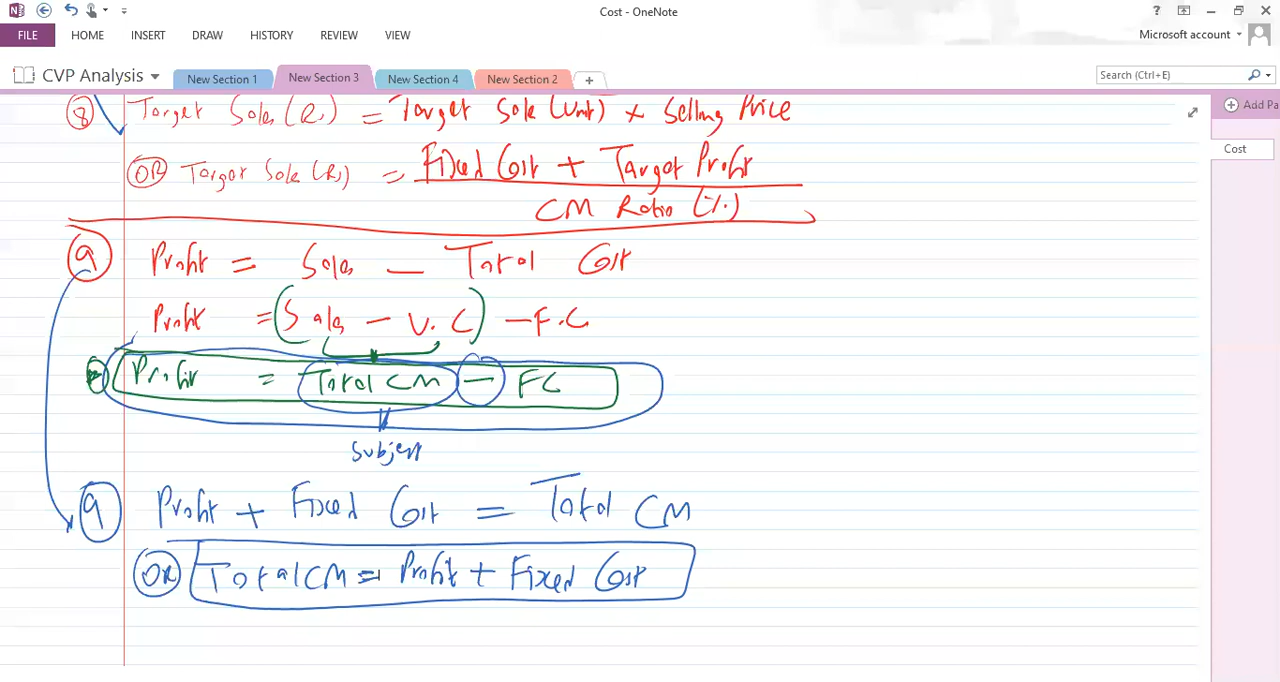 Cost - OneNote
FILE HOME INSERT DRAW HISTORY REVIEW VIEW
Microsoft account
CVP Analysis New Section 1 New Section 3 New Section 4 New Section 2
Search (Ctrl+E)
Add Pa
Cost
8 Target Sales (Rs) = Target Sale (Unit) × Selling Price
OR Target Sale (Rs) = Fixed Cost + Target Profit
CM Ratio (%)
9 Profit = Sales - Total Cost
Profit = (Sales - V.C) - F.C
Profit = Total CM - FC
Subject
9 Profit + Fixed Cost = Total CM
OR Total CM = Profit + Fixed Cost